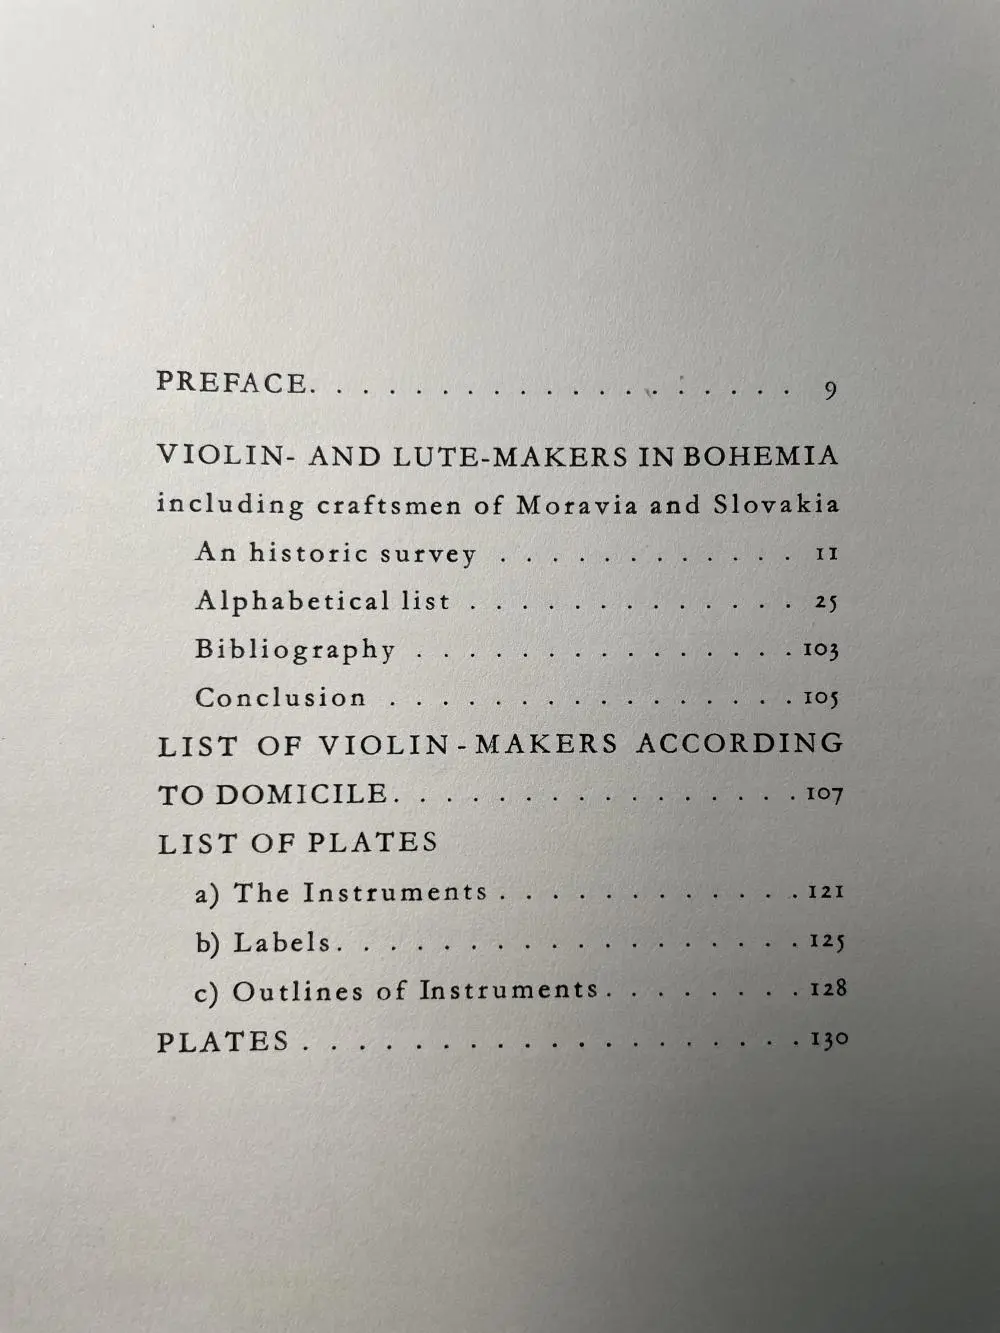 PREFACE. . . . . . . . . . . . . . . . . . . 9
VIOLIN- AND LUTE-MAKERS IN BOHEMIA
including craftsmen of Moravia and Slovakia
An historic survey . . . . . . . . . . . . 11
Alphabetical list . . . . . . . . . . . . . 25
Bibliography . . . . . . . . . . . . . . . 103
Conclusion . . . . . . . . . . . . . . . . 105
LIST OF VIOLIN-MAKERS ACCORDING
TO DOMICILE. . . . . . . . . . . . . . . . 107
LIST OF PLATES
a) The Instruments . . . . . . . . . . . . 121
b) Labels. . . . . . . . . . . . . . . . . . 125
c) Outlines of Instruments. . . . . . . . 128
PLATES . . . . . . . . . . . . . . . . . . . 130